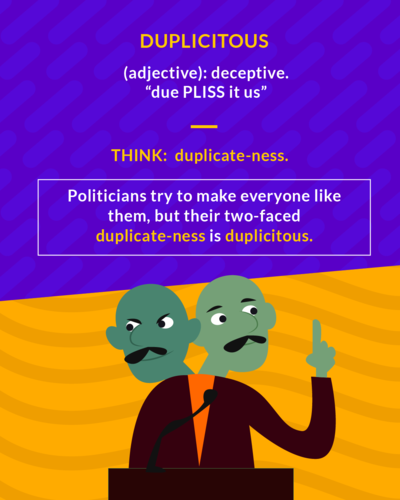 DUPLICITOUS
(adjective): deceptive.
“due PLISS it us”
THINK: duplicate-ness.
Politicians try to make everyone like
them, but their two-faced
duplicate-ness is duplicitous.